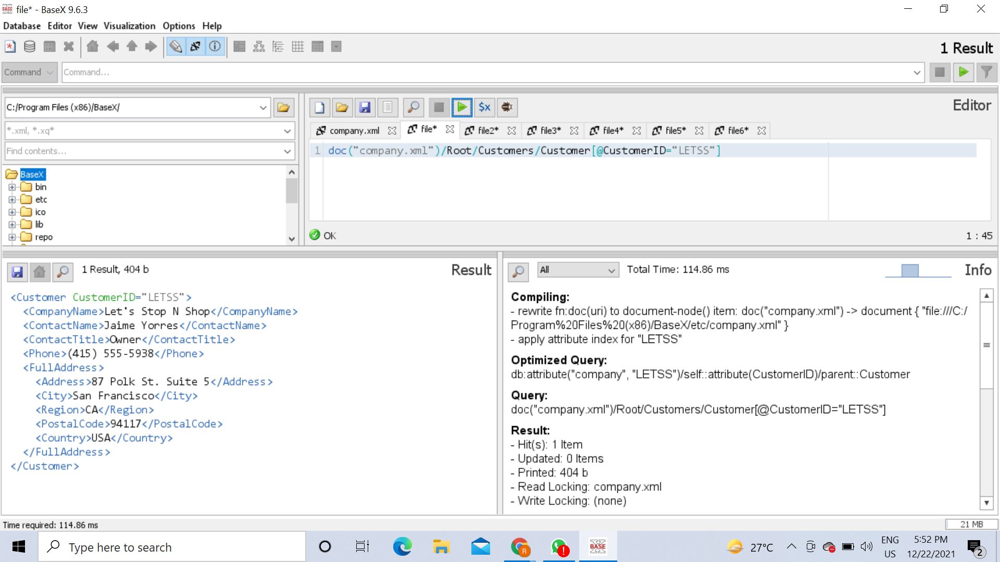 file* - BaseX 9.6.3
Database Editor View Visualization Options Help
1 Result
Command Command...
C:/Program Files (x86)/BaseX/
*.xml, *.xq*
Find contents...
BaseX
bin
etc
ico
lib
repo
Editor
$x
company.xml file* file2* file3* file4* file5* file6*
1 doc("company.xml")/Root/Customers/Customer[@CustomerID="LETSS"]
OK 1 : 45
1 Result, 404 b Result
<Customer CustomerID="LETSS">
<CompanyName>Let's Stop N Shop</CompanyName>
<ContactName>Jaime Yorres</ContactName>
<ContactTitle>Owner</ContactTitle>
<Phone>(415) 555-5938</Phone>
<FullAddress>
<Address>87 Polk St. Suite 5</Address>
<City>San Francisco</City>
<Region>CA</Region>
<PostalCode>94117</PostalCode>
<Country>USA</Country>
</FullAddress>
</Customer>
All Total Time: 114.86 ms Info
Compiling:
- rewrite fn:doc(uri) to document-node() item: doc("company.xml") -> document { "file:///C:/
Program%20Files%20(x86)/BaseX/etc/company.xml" }
- apply attribute index for "LETSS"
Optimized Query:
db:attribute("company", "LETSS")/self::attribute(CustomerID)/parent::Customer
Query:
doc("company.xml")/Root/Customers/Customer[@CustomerID="LETSS"]
Result:
- Hit(s): 1 Item
- Updated: 0 Items
- Printed: 404 b
- Read Locking: company.xml
- Write Locking: (none)
Time required: 114.86 ms 21 MB
Type here to search
R
BASE
27°C
ENG
US
5:52 PM
12/22/2021
2